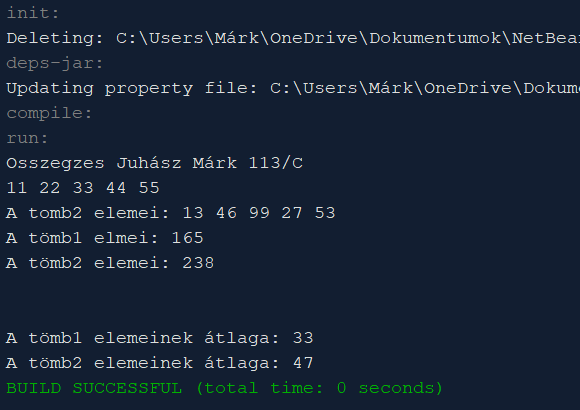 init:
Deleting: C:\Users\Márk\OneDrive\Dokumentumok\NetBea
deps-jar:
Updating property file: C:\Users\Márk\OneDrive\Dokum
compile:
run:
Osszegzes Juhász Márk 113/C
11 22 33 44 55
A tomb2 elemei: 13 46 99 27 53
A tömb1 elmei: 165
A tömb2 elemei: 238
A tömb1 elemeinek átlaga: 33
A tömb2 elemeinek átlaga: 47
BUILD SUCCESSFUL (total time: 0 seconds)